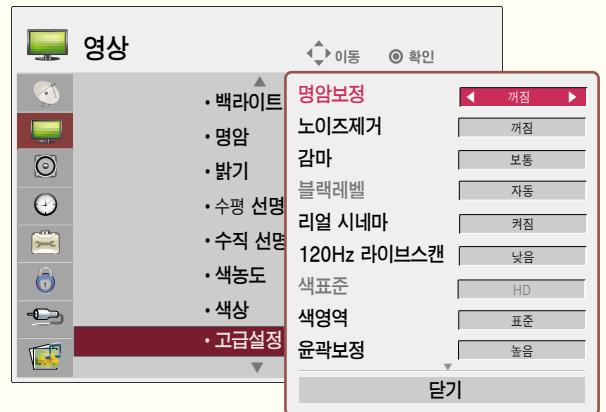 영상
이동 확인
· 백라이트
· 명암
· 밝기
· 수평 선명
· 수직 선명
· 색농도
· 색상
· 고급설정
명암보정 꺼짐
노이즈제거 꺼짐
감마 보통
블랙레벨 자동
리얼 시네마 켜짐
120Hz 라이브스캔 낮음
색표준 HD
색영역 표준
윤곽보정 높음
닫기